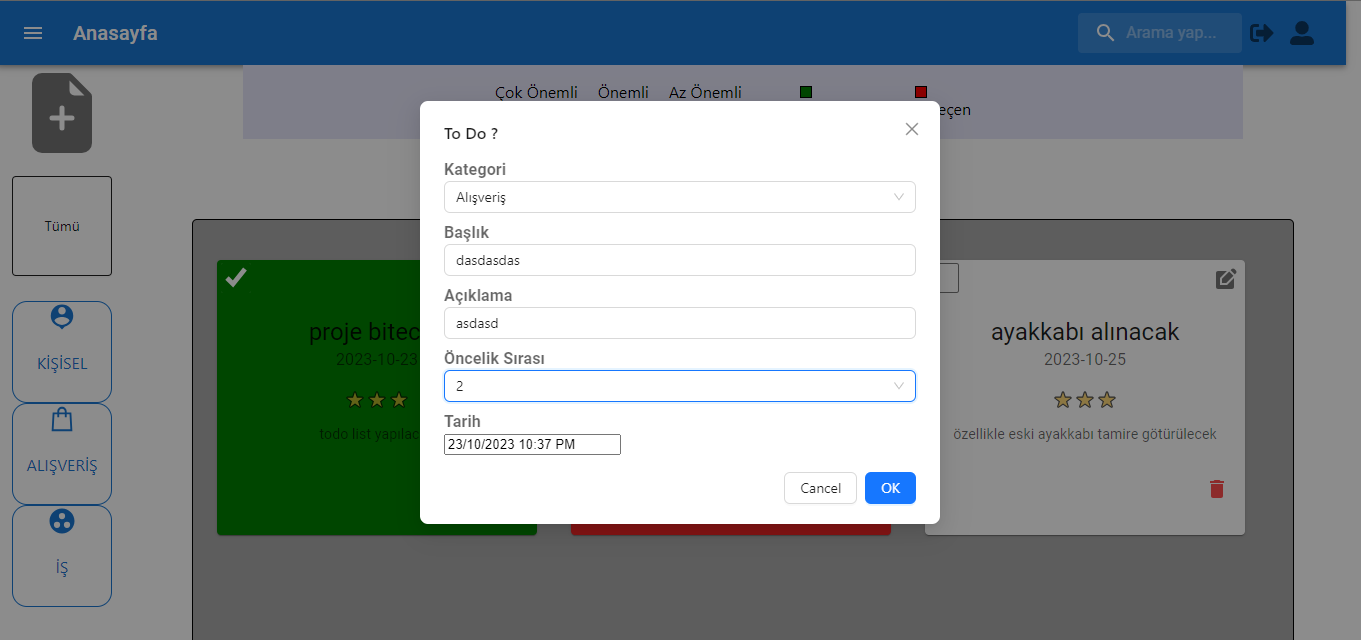 Anasayfa
Arama yap...
Çok Önemli Önemli Az Önemli
eçen
To Do ?
Kategori
Alışveriş
Başlık
dasdasdas
Açıklama
asdasd
Öncelik Sırası
2
Tarih
23/10/2023 10:37 PM
Cancel OK
Tümü
KİŞİSEL
ALIŞVERİŞ
İŞ
proje bitec
2023-10-23
todo list yapılac
ayakkabı alınacak
2023-10-25
özellikle eski ayakkabı tamire götürülecek